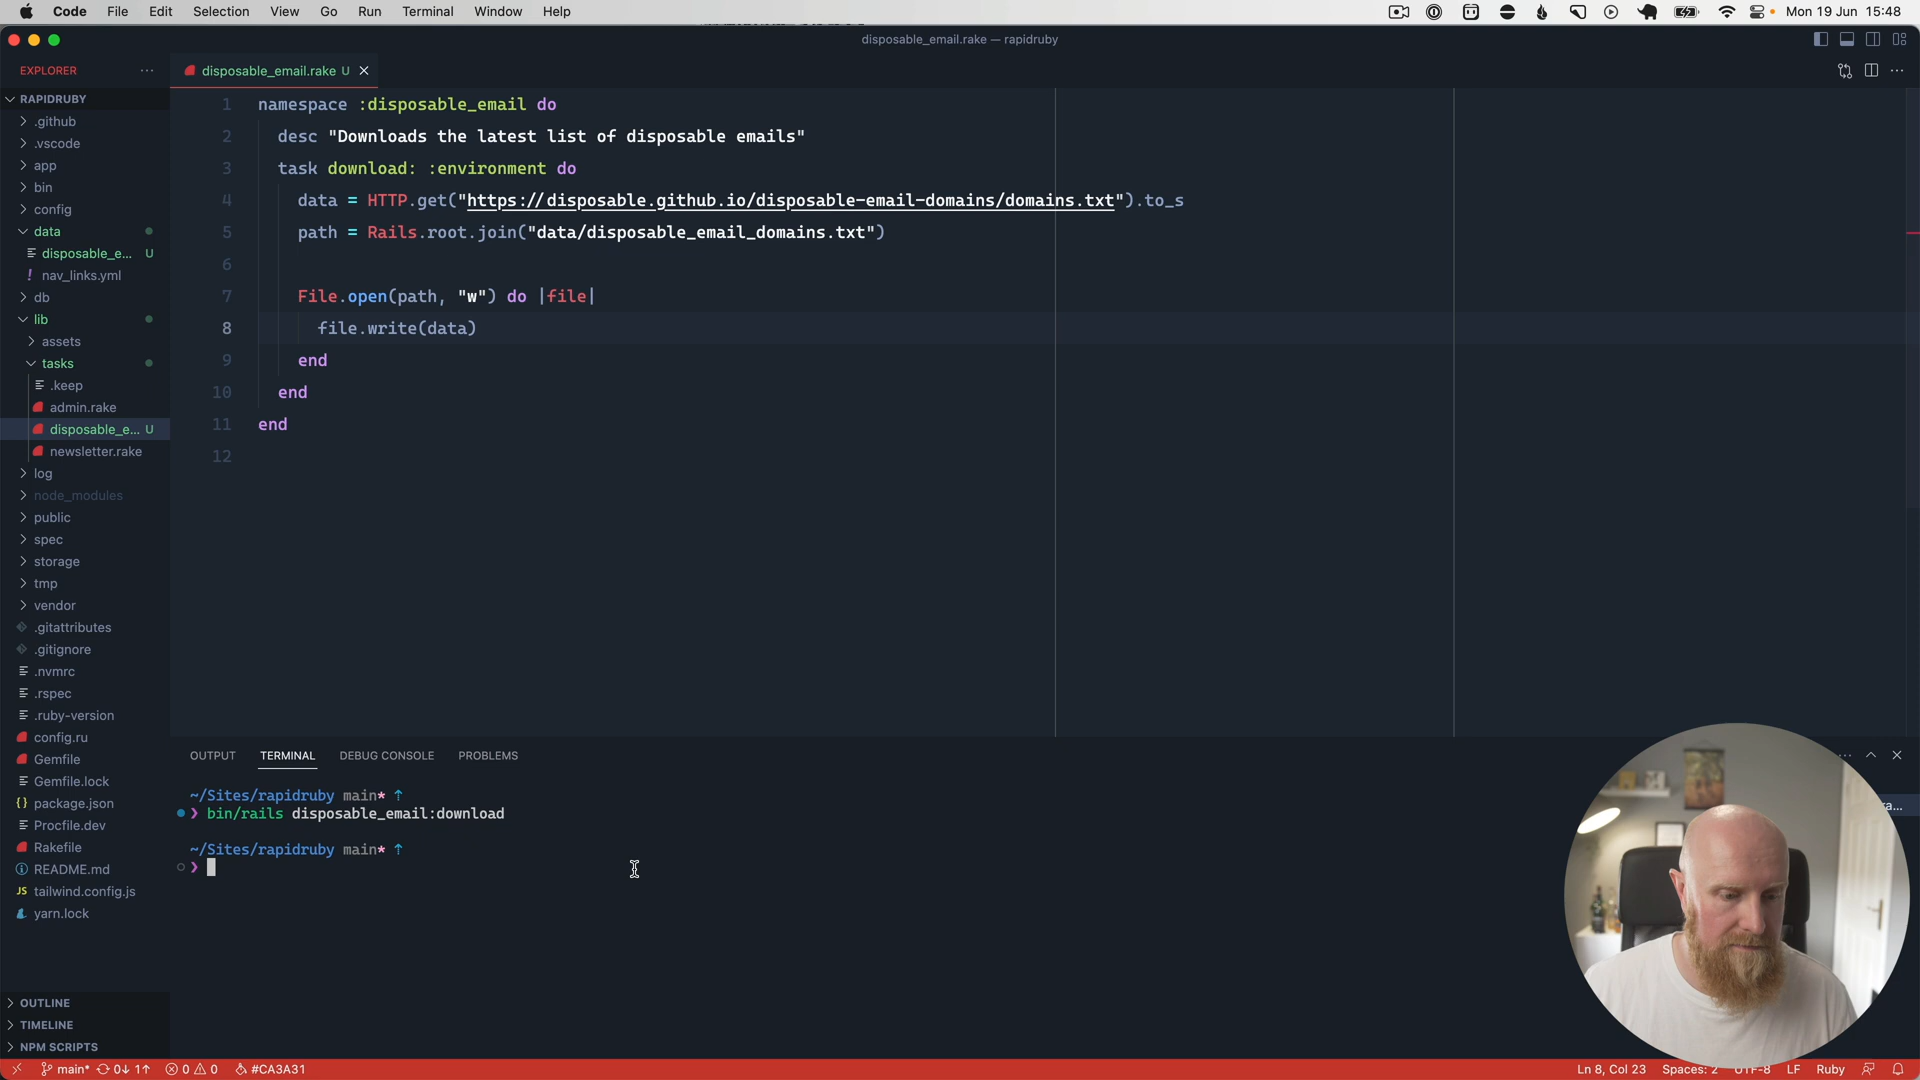 Code File Edit Selection View Go Run Terminal Window Help
Mon 19 Jun 15:48
disposable_email.rake — rapidruby
EXPLORER
RAPIDRUBY
.github
.vscode
app
bin
config
data
disposable_e... U
nav_links.yml
db
lib
assets
tasks
.keep
admin.rake
disposable_e... U
newsletter.rake
log
node_modules
public
spec
storage
tmp
vendor
.gitattributes
.gitignore
.nvmrc
.rspec
.ruby-version
config.ru
Gemfile
Gemfile.lock
package.json
Procfile.dev
Rakefile
README.md
tailwind.config.js
yarn.lock
OUTLINE
TIMELINE
NPM SCRIPTS
disposable_email.rake U
1 namespace :disposable_email do
2 desc "Downloads the latest list of disposable emails"
3 task download: :environment do
4 data = HTTP.get("https://disposable.github.io/disposable-email-domains/domains.txt").to_s
5 path = Rails.root.join("data/disposable_email_domains.txt")
6
7 File.open(path, "w") do |file|
8 file.write(data)
9 end
10 end
11 end
12
OUTPUT TERMINAL DEBUG CONSOLE PROBLEMS
~/Sites/rapidruby main* ↑
❯ bin/rails disposable_email:download
~/Sites/rapidruby main* ↑
❯
main* 0↓ 1↑ 0 0 #CA3A31
Ln 8, Col 23 Spaces: 2 UTF-8 LF Ruby